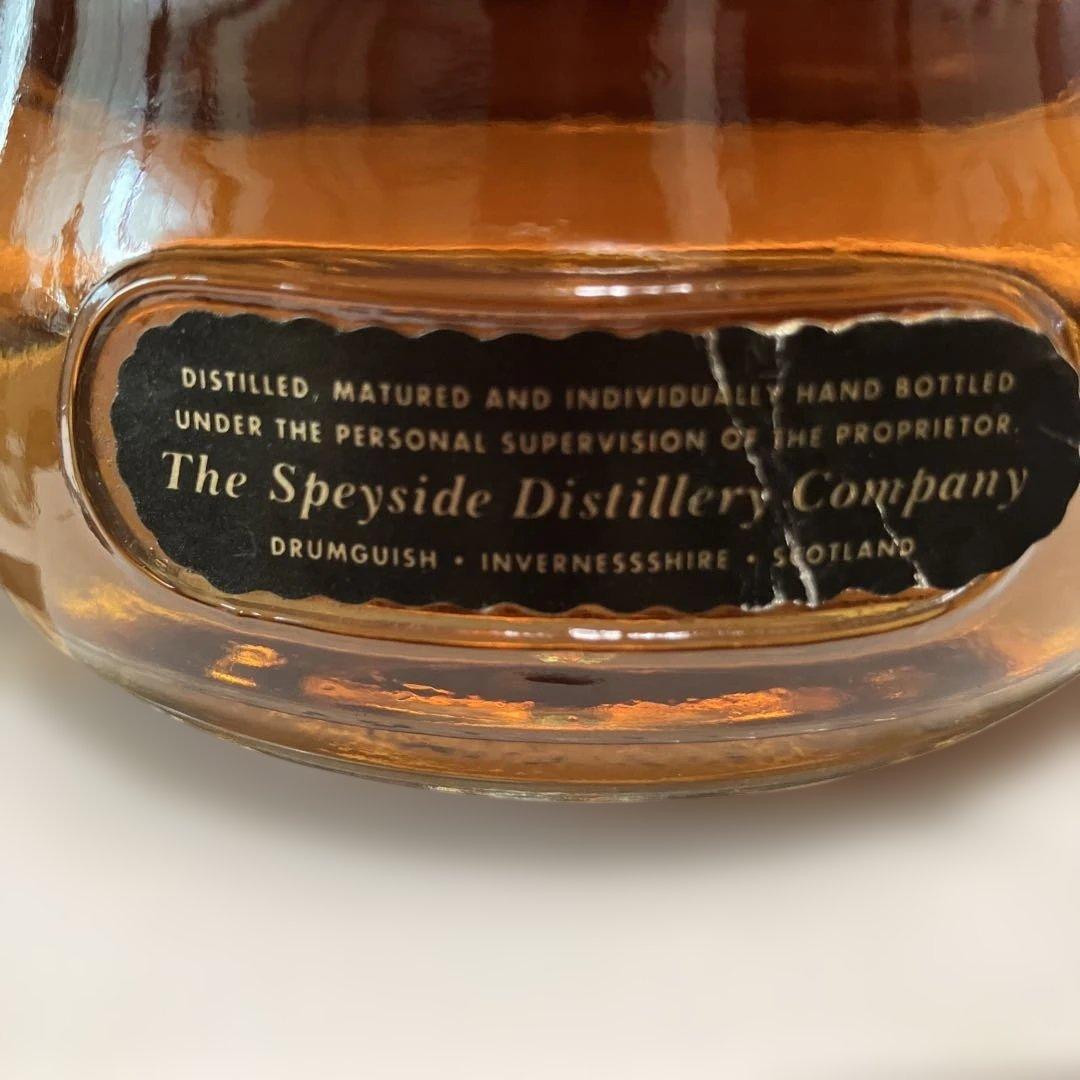 DISTILLED, MATURED AND INDIVIDUALLY HAND BOTTLED
UNDER THE PERSONAL SUPERVISION OF THE PROPRIETOR.
The Speyside Distillery Company
DRUMGUISH • INVERNESSSHIRE • SCOTLAND